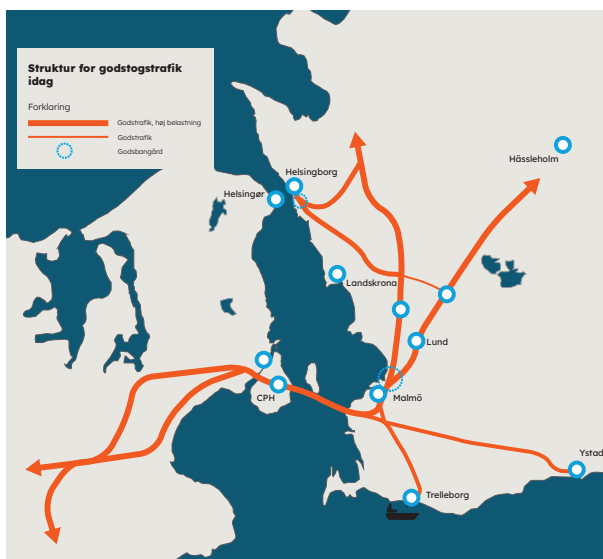 Struktur for godstogstrafik
idag
Forklaring
Godstrafik, høj belastning
Godstrafik
Godsbangård
Hässleholm
Helsingborg
Helsingør
Landskrona
Lund
CPH
Malmö
Ystad
Trelleborg